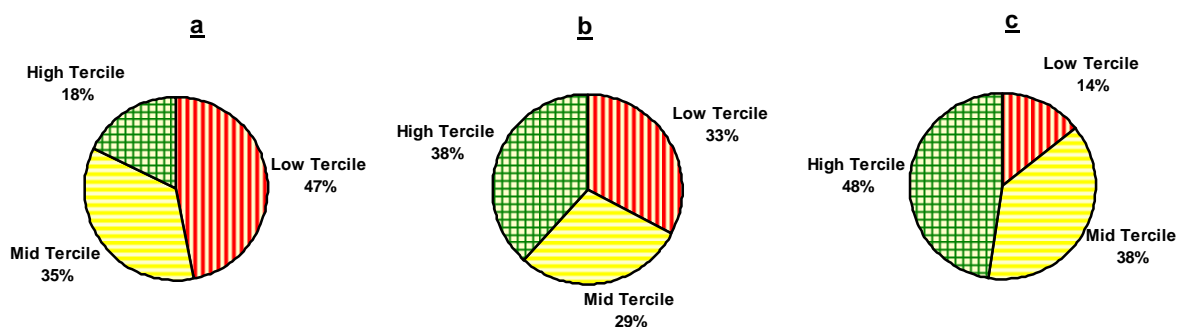 a
High Tercile
18%
Low Tercile
47%
Mid Tercile
35%
b
High Tercile
38%
Low Tercile
33%
Mid Tercile
29%
c
Low Tercile
14%
High Tercile
48%
Mid Tercile
38%